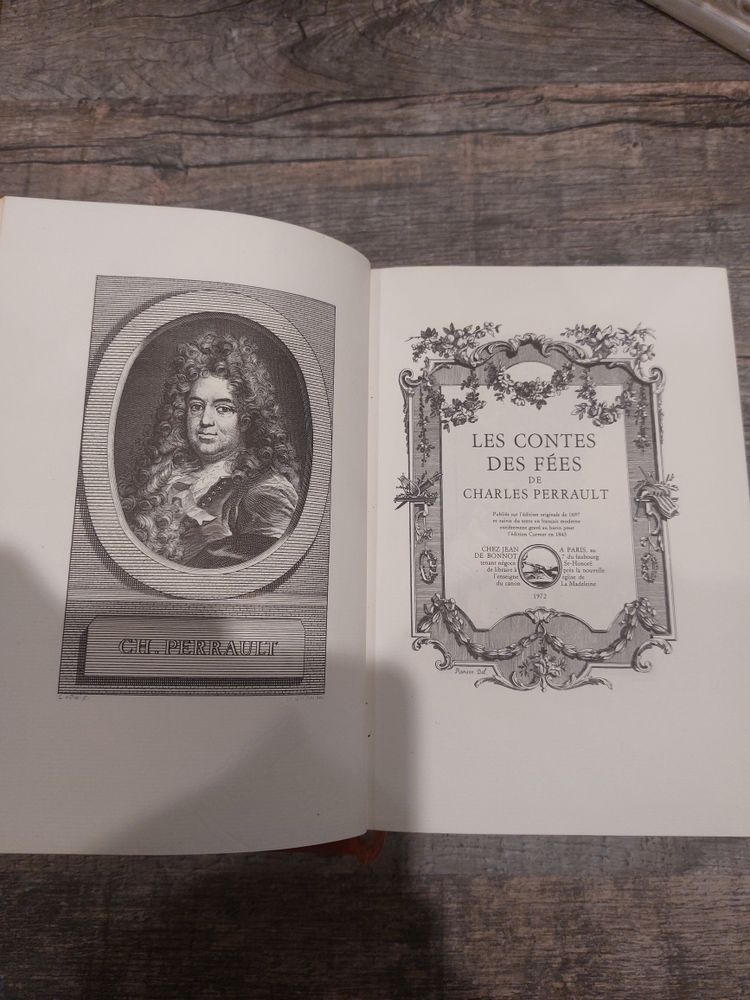 CH. PERRAULT
LES CONTES
DES FÉES
DE
CHARLES PERRAULT
Publiés sur l'édition originale de 1697
et suivis du texte en français moderne
entièrement gravé au burin pour
l'édition Curmer en 1843
CHEZ JEAN
DE BONNOT
tenant négoce
de librairie à
l'enseigne
du canon
A PARIS, au
7 du faubourg
St-Honoré
près la nouvelle
église de
La Madeleine
1972